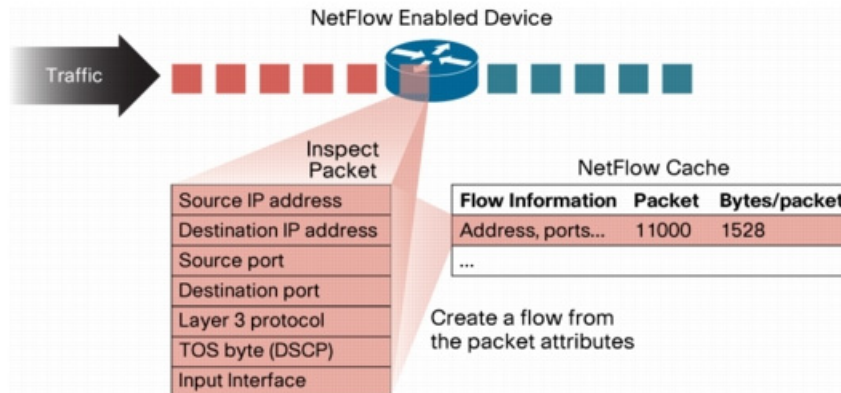 NetFlow Enabled Device
Traffic
Inspect
Packet
Source IP address
Destination IP address
Source port
Destination port
Layer 3 protocol
TOS byte (DSCP)
Input Interface
NetFlow Cache
Flow Information Packet Bytes/packet
Address, ports... 11000 1528
...
Create a flow from
the packet attributes